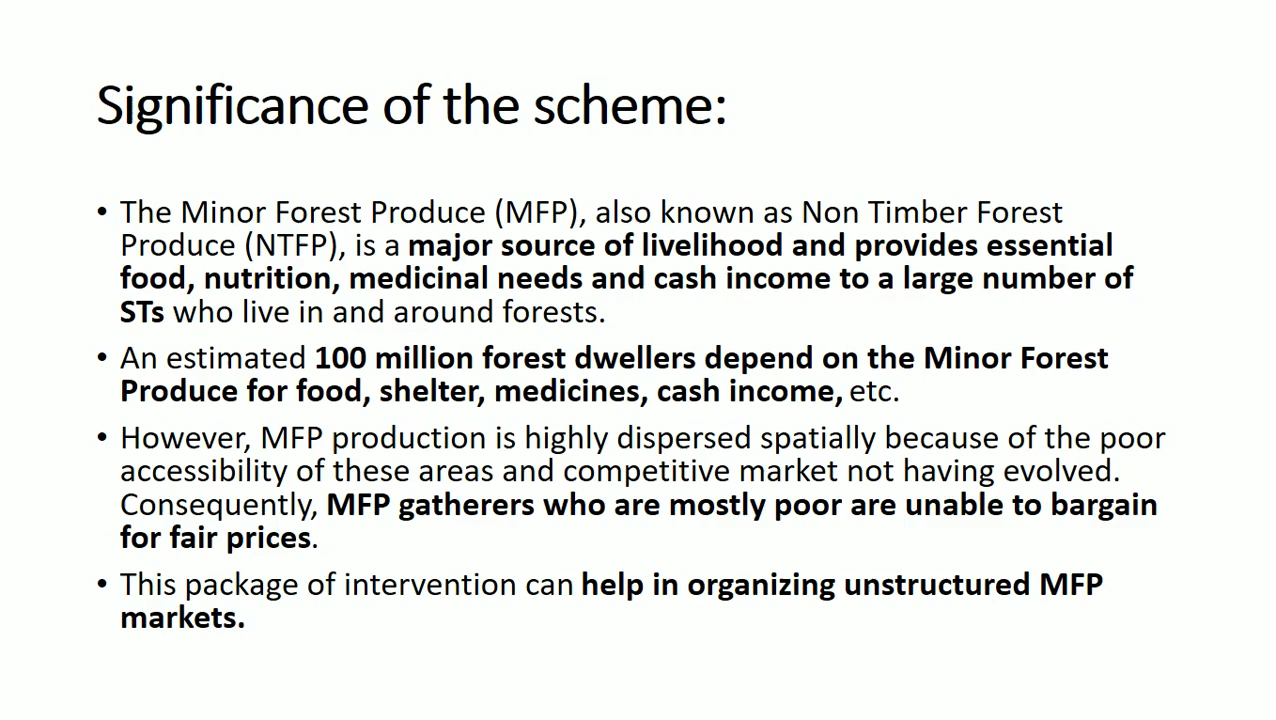 Significance of the scheme:
• The Minor Forest Produce (MFP), also known as Non Timber Forest
Produce (NTFP), is a major source of livelihood and provides essential
food, nutrition, medicinal needs and cash income to a large number of
STs who live in and around forests.
• An estimated 100 million forest dwellers depend on the Minor Forest
Produce for food, shelter, medicines, cash income, etc.
• However, MFP production is highly dispersed spatially because of the poor
accessibility of these areas and competitive market not having evolved.
Consequently, MFP gatherers who are mostly poor are unable to bargain
for fair prices.
• This package of intervention can help in organizing unstructured MFP
markets.